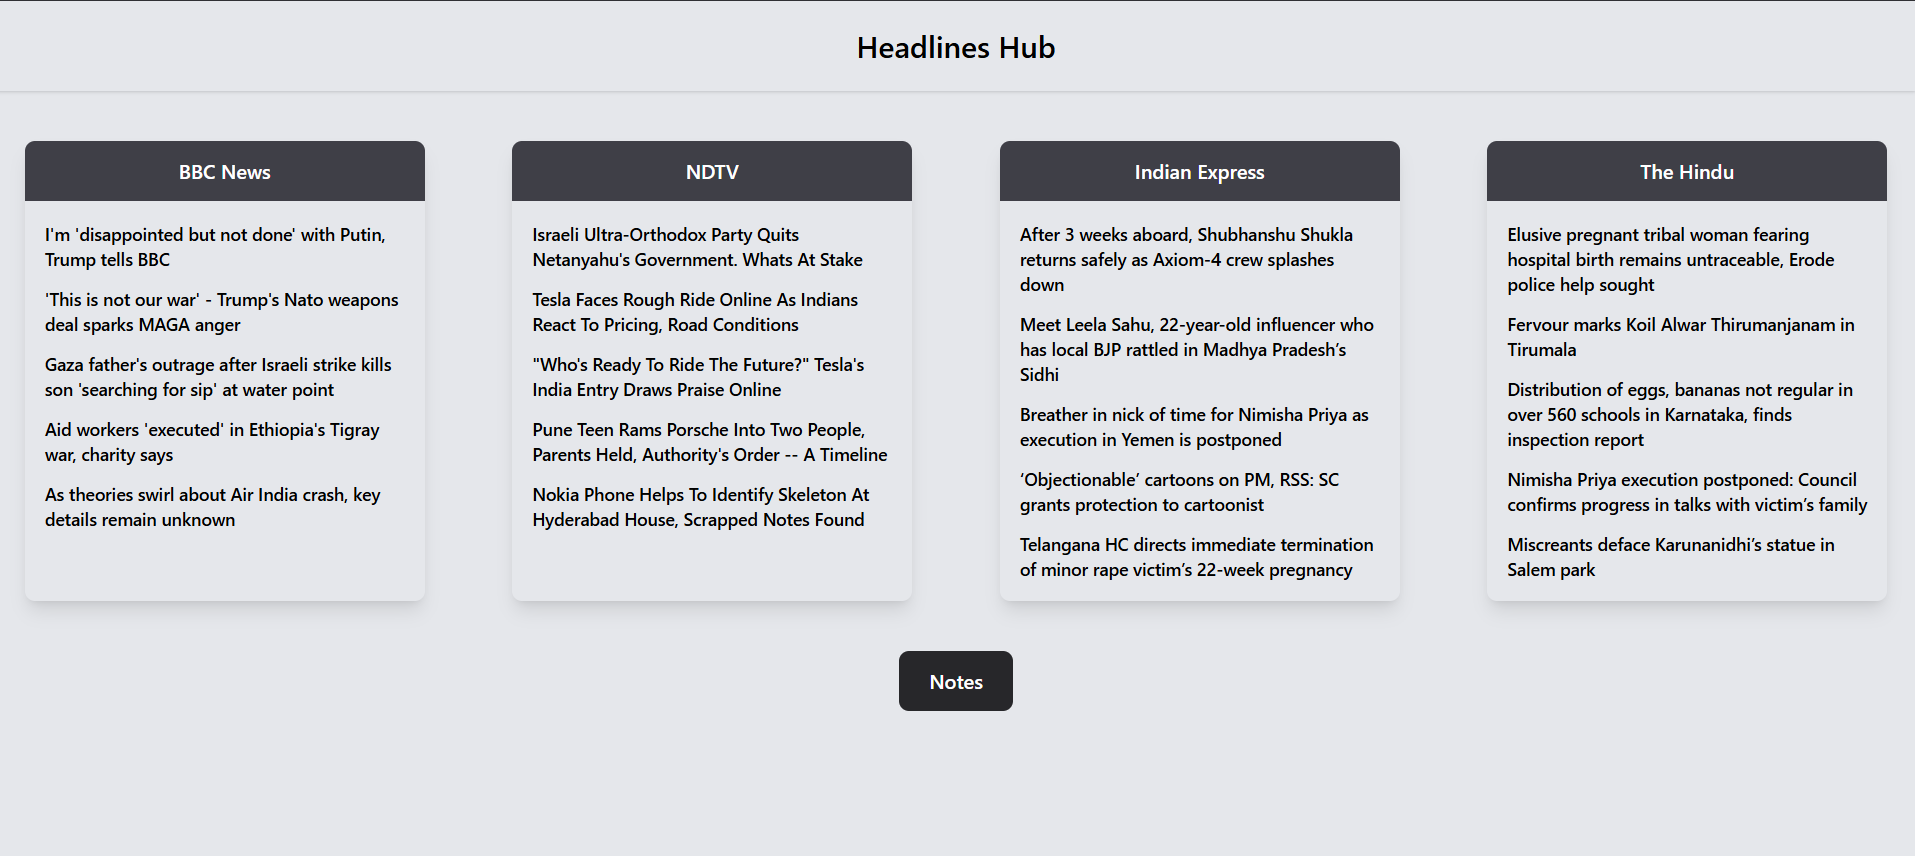 Headlines Hub
BBC News
I'm 'disappointed but not done' with Putin,
Trump tells BBC
'This is not our war' - Trump's Nato weapons
deal sparks MAGA anger
Gaza father's outrage after Israeli strike kills
son 'searching for sip' at water point
Aid workers 'executed' in Ethiopia's Tigray
war, charity says
As theories swirl about Air India crash, key
details remain unknown
NDTV
Israeli Ultra-Orthodox Party Quits
Netanyahu's Government. Whats At Stake
Tesla Faces Rough Ride Online As Indians
React To Pricing, Road Conditions
"Who's Ready To Ride The Future?" Tesla's
India Entry Draws Praise Online
Pune Teen Rams Porsche Into Two People,
Parents Held, Authority's Order -- A Timeline
Nokia Phone Helps To Identify Skeleton At
Hyderabad House, Scrapped Notes Found
Indian Express
After 3 weeks aboard, Shubhanshu Shukla
returns safely as Axiom-4 crew splashes
down
Meet Leela Sahu, 22-year-old influencer who
has local BJP rattled in Madhya Pradesh’s
Sidhi
Breather in nick of time for Nimisha Priya as
execution in Yemen is postponed
‘Objectionable’ cartoons on PM, RSS: SC
grants protection to cartoonist
Telangana HC directs immediate termination
of minor rape victim’s 22-week pregnancy
The Hindu
Elusive pregnant tribal woman fearing
hospital birth remains untraceable, Erode
police help sought
Fervour marks Koil Alwar Thirumanjanam in
Tirumala
Distribution of eggs, bananas not regular in
over 560 schools in Karnataka, finds
inspection report
Nimisha Priya execution postponed: Council
confirms progress in talks with victim’s family
Miscreants deface Karunanidhi’s statue in
Salem park
Notes